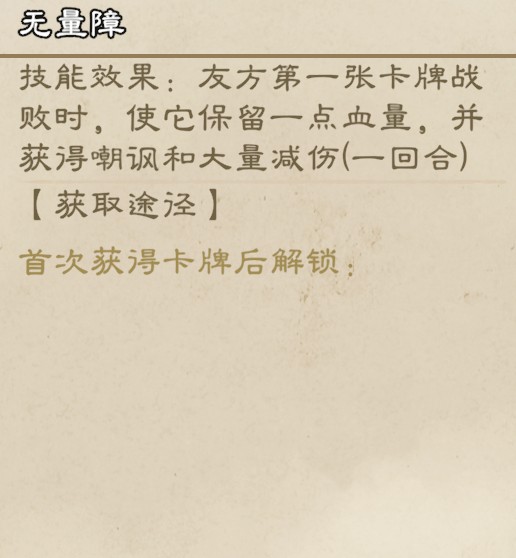 无量障
技能效果：友方第一张卡牌战
败时，使它保留一点血量，并
获得嘲讽和大量减伤(一回合)
【获取途径】
首次获得卡牌后解锁；